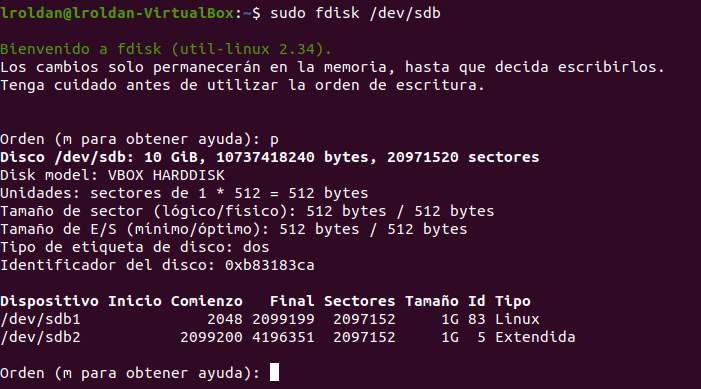 lroldan@lroldan-VirtualBox:~$ sudo fdisk /dev/sdb
Bienvenido a fdisk (util-linux 2.34).
Los cambios solo permanecerán en la memoria, hasta que decida escribirlos.
Tenga cuidado antes de utilizar la orden de escritura.
Orden (m para obtener ayuda): p
Disco /dev/sdb: 10 GiB, 10737418240 bytes, 20971520 sectores
Disk model: VBOX HARDDISK
Unidades: sectores de 1 * 512 = 512 bytes
Tamaño de sector (lógico/físico): 512 bytes / 512 bytes
Tamaño de E/S (mínimo/óptimo): 512 bytes / 512 bytes
Tipo de etiqueta de disco: dos
Identificador del disco: 0xb83183ca
Dispositivo Inicio Comienzo   Final Sectores Tamaño Id Tipo
/dev/sdb1              2048 2099199  2097152     1G 83 Linux
/dev/sdb2           2099200 4196351  2097152     1G  5 Extendida
Orden (m para obtener ayuda):